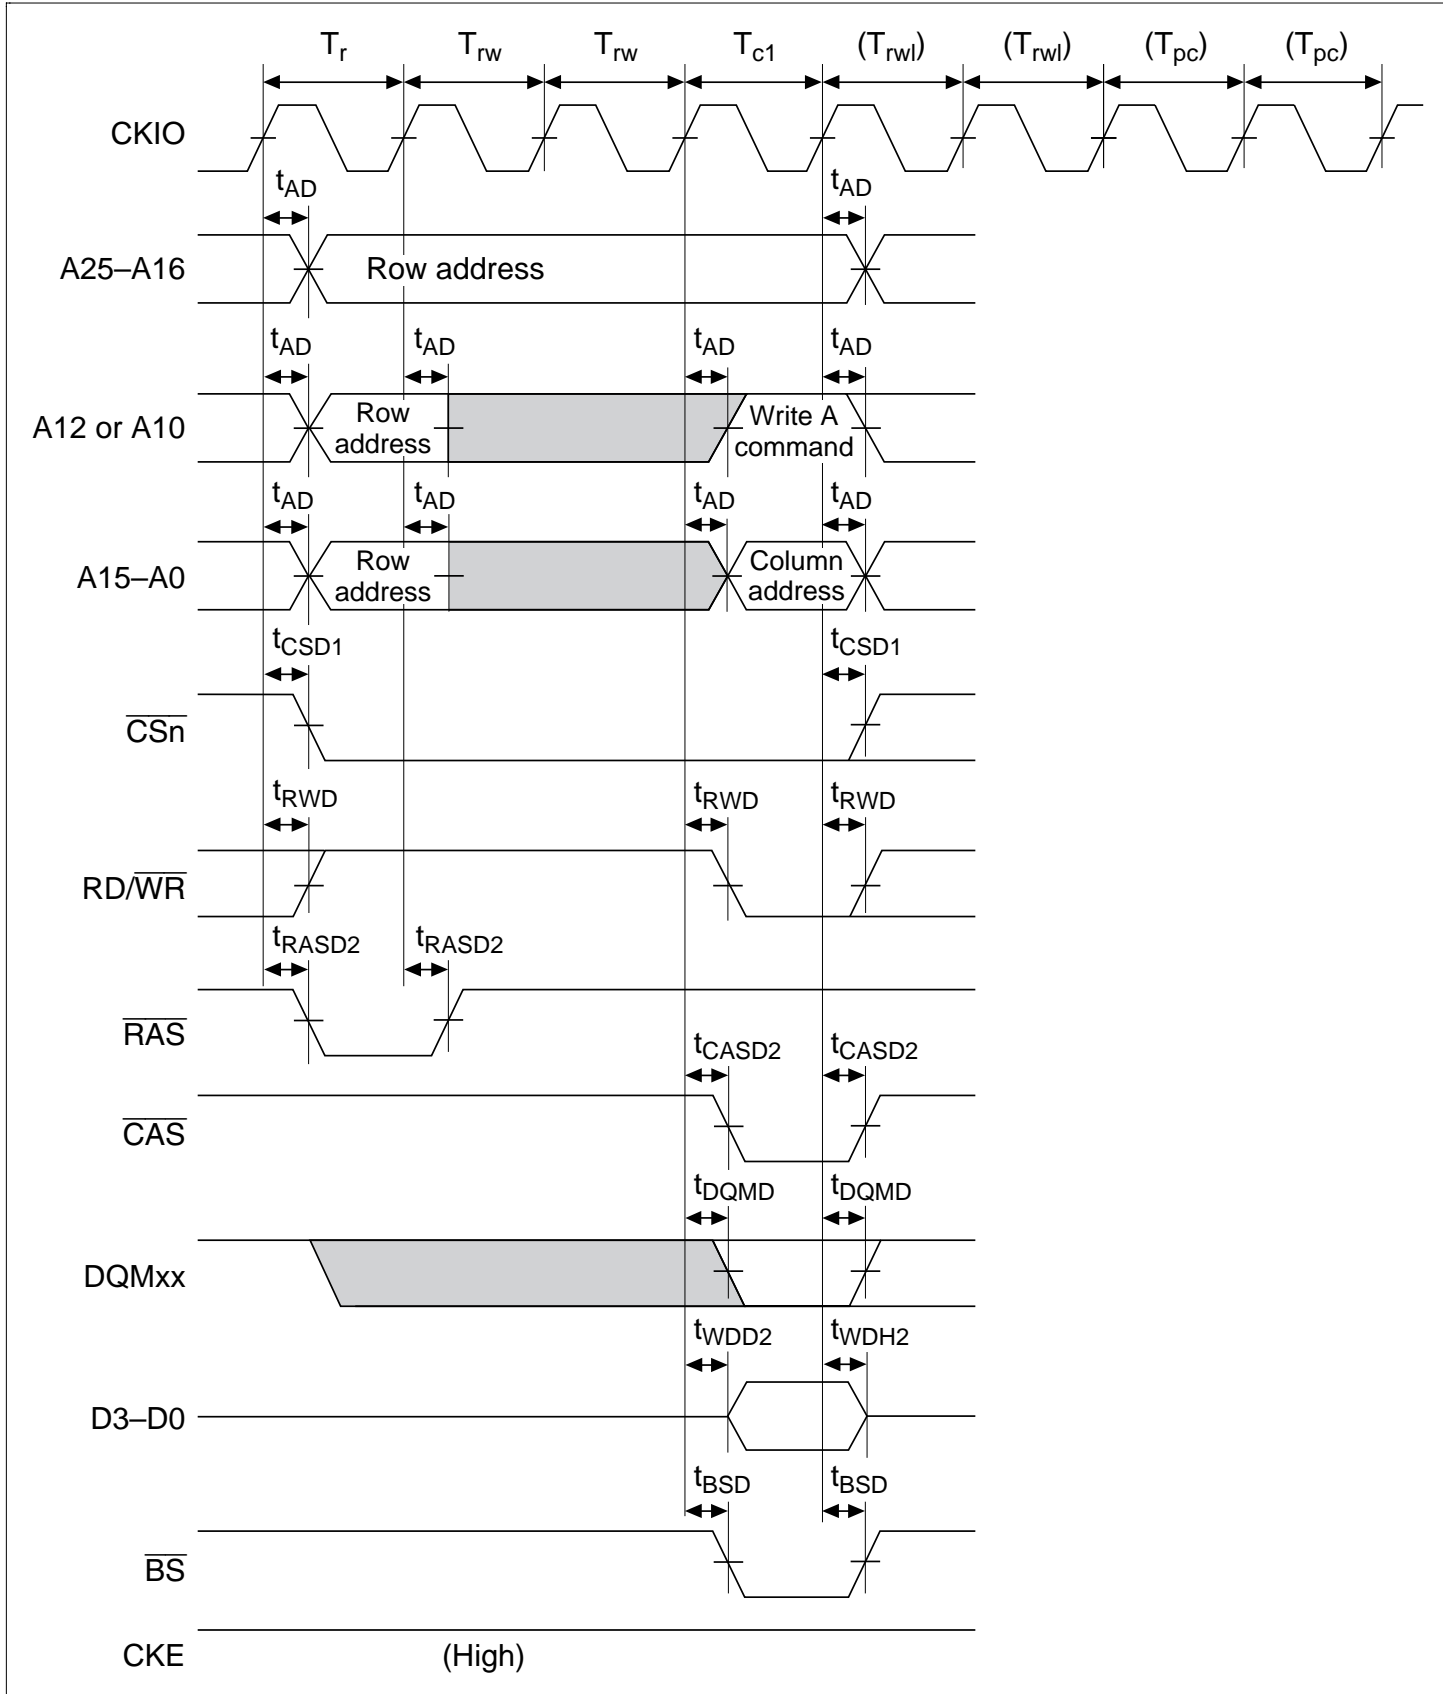 Tr Trw Trw Tc1 (Trwl) (Trwl) (Tpc) (Tpc)
CKIO
tAD tAD
A25–A16 Row address
tAD tAD tAD tAD
A12 or A10 Row address Write A command
tAD tAD tAD tAD
A15–A0 Row address Column address
tCSD1 tCSD1
CSn
tRWD tRWD tRWD
RD/WR
tRASD2 tRASD2
RAS
tCASD2 tCASD2
CAS
tDQMD tDQMD
DQMxx
tWDD2 tWDH2
D3–D0
tBSD tBSD
BS
CKE (High)